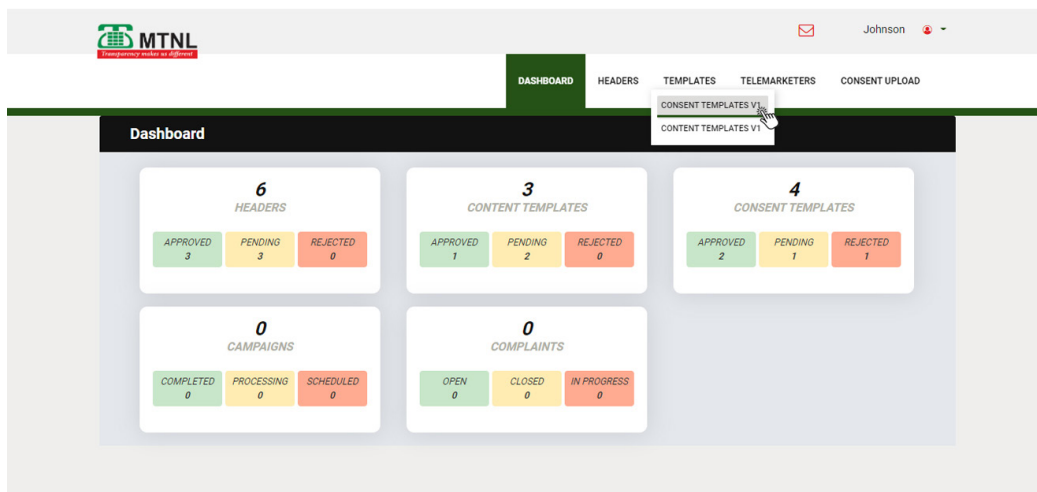 MTNL
Transparency makes us different
Johnson
DASHBOARD HEADERS TEMPLATES TELEMARKETERS CONSENT UPLOAD
CONSENT TEMPLATES V1
CONTENT TEMPLATES V1
Dashboard
6
HEADERS
APPROVED PENDING REJECTED
3 3 0
3
CONTENT TEMPLATES
APPROVED PENDING REJECTED
1 2 0
4
CONSENT TEMPLATES
APPROVED PENDING REJECTED
2 1 1
0
CAMPAIGNS
COMPLETED PROCESSING SCHEDULED
0 0 0
0
COMPLAINTS
OPEN CLOSED IN PROGRESS
0 0 0